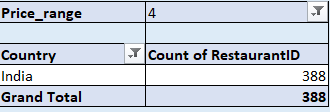 Price_range 4
Country Count of RestaurantID
India 388
Grand Total 388